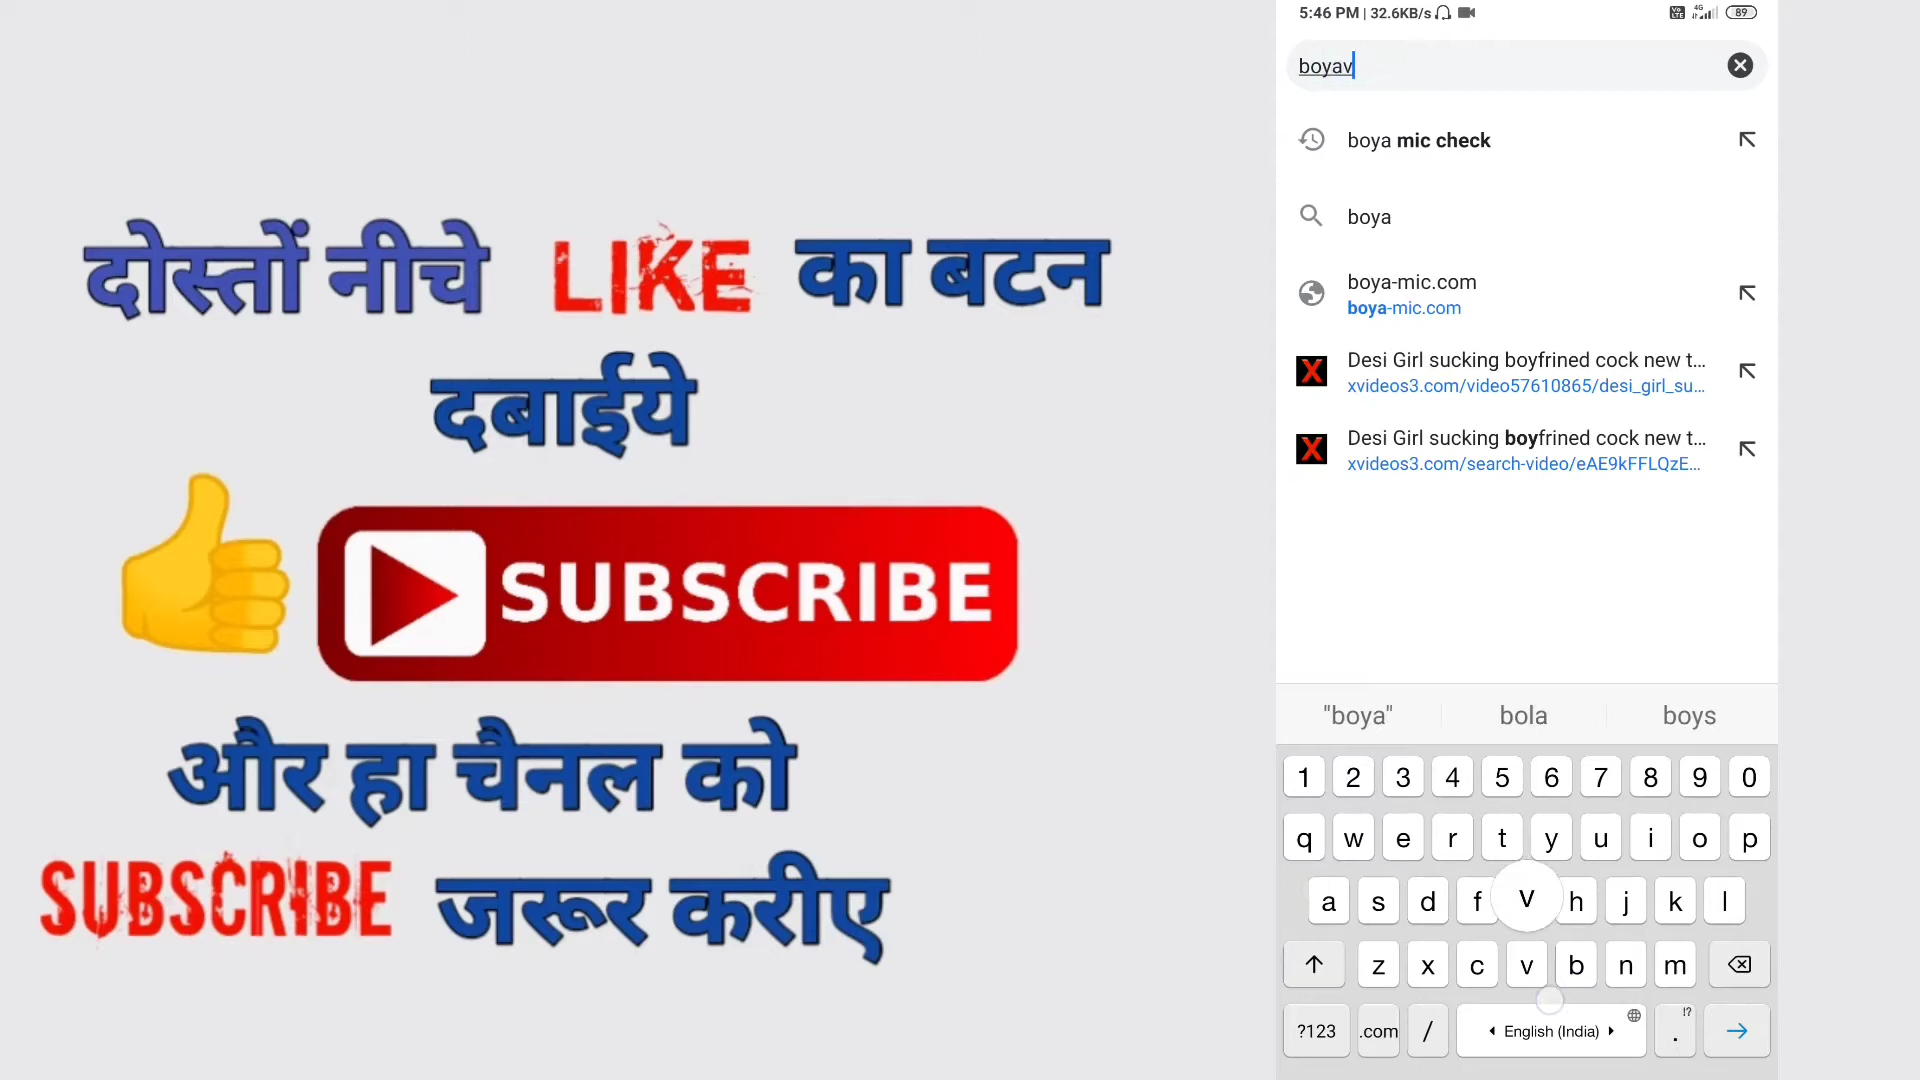 दोस्तों नीचे LIKE का बटन
दबाईये
SUBSCRIBE
और हा चैनल को
SUBSCRIBE जरूर करीए
5:46 PM | 32.6KB/s
Vo LTE 4G 89
boyav
boya mic check
boya
boya-mic.com
boya-mic.com
X
Desi Girl sucking boyfrined cock new t...
xvideos3.com/video57610865/desi_girl_su...
X
Desi Girl sucking boyfrined cock new t...
xvideos3.com/search-video/eAE9kFFLQzE...
"boya" bola boys
1 2 3 4 5 6 7 8 9 0
q w e r t y u i o p
a s d f v h j k l
z x c v b n m
?123 .com / English (India) . !?